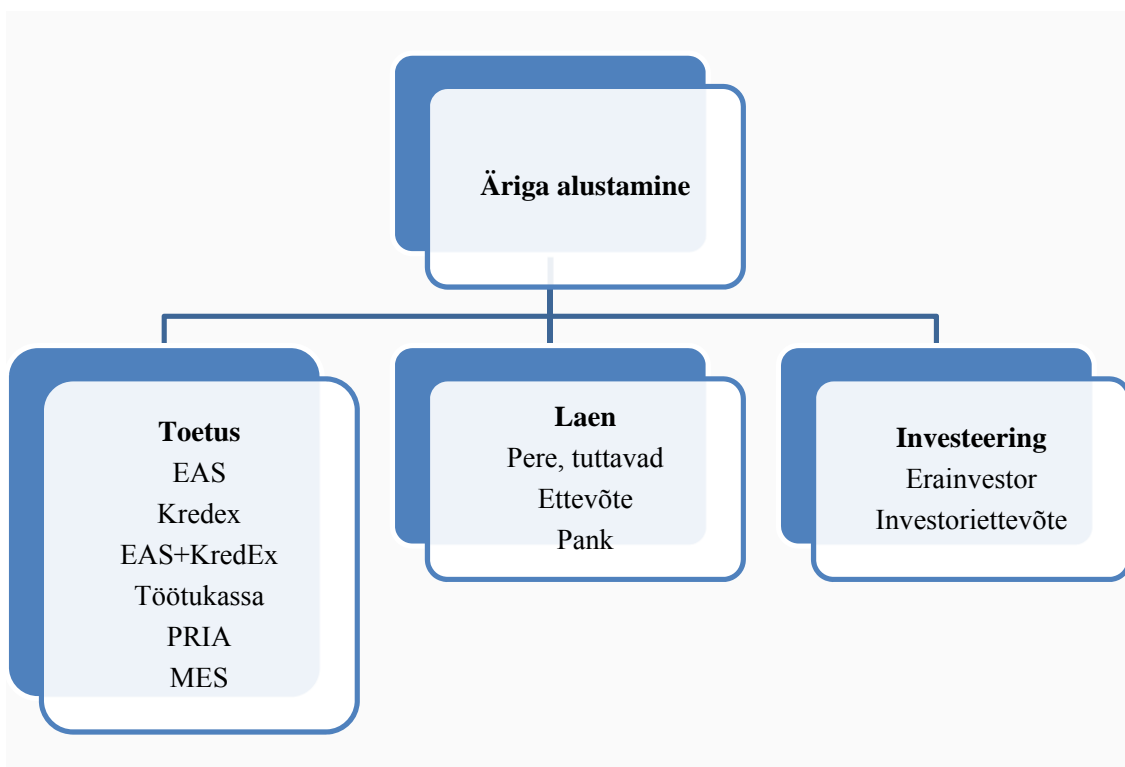 Äriga alustamine
Toetus
EAS
Kredex
EAS+KredEx
Töötukassa
PRIA
MES
Laen
Pere, tuttavad
Ettevõte
Pank
Investeering
Erainvestor
Investoriettevõte